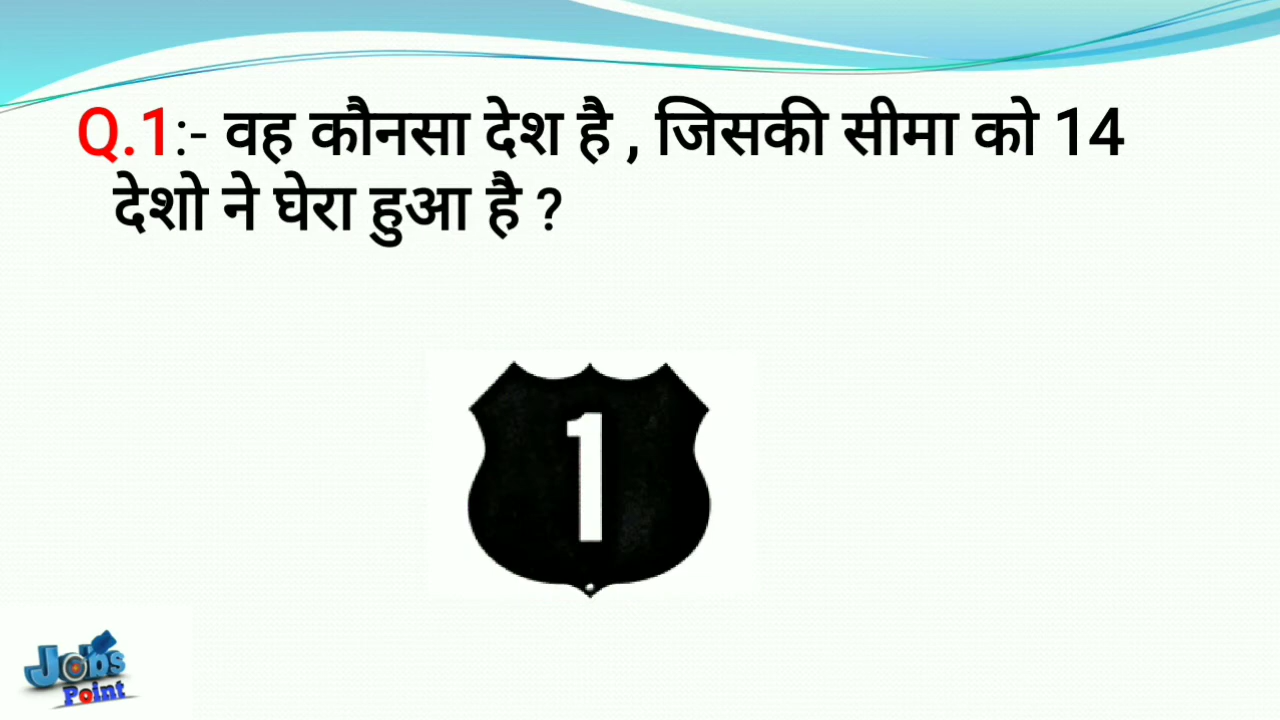 Q.1:- वह कौनसा देश है , जिसकी सीमा को 14
देशो ने घेरा हुआ है ?
1
Jobs
Point